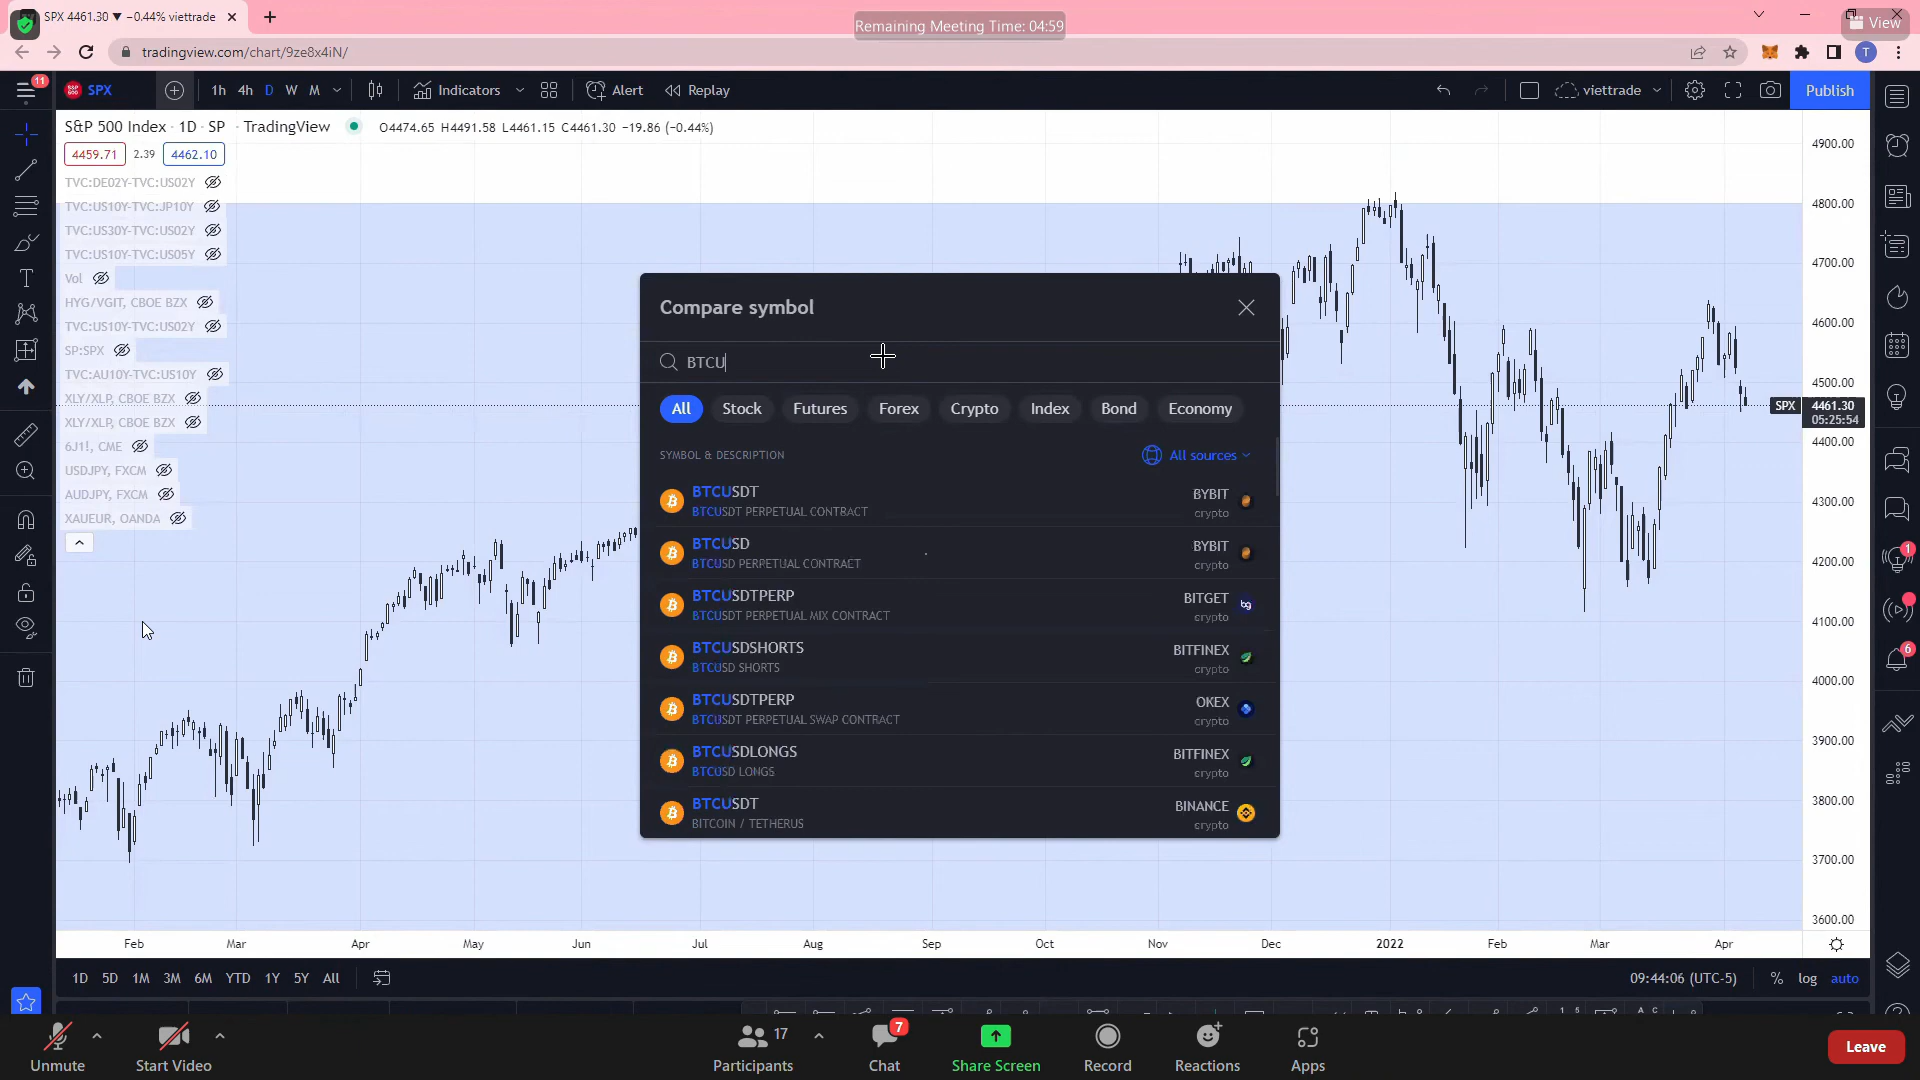 SPX 4461.30 ▼ −0.44% viettrade
Remaining Meeting Time: 04:59
View
tradingview.com/chart/9ze8x4iN/
T
11
SPX
1h 4h D W M
Indicators
Alert
Replay
viettrade
Publish
S&P 500 Index · 1D · SP · TradingView
O4474.65 H4491.58 L4461.15 C4461.30 −19.86 (−0.44%)
4459.71 2.39 4462.10
TVC:DE02Y-TVC:US02Y
TVC:US10Y-TVC:JP10Y
TVC:US30Y-TVC:US02Y
TVC:US10Y-TVC:US05Y
Vol
HYG/VGIT, CBOE BZX
TVC:US10Y-TVC:US02Y
SP:SPX
TVC:AU10Y-TVC:US10Y
XLY/XLP, CBOE BZX
XLY/XLP, CBOE BZX
6J1!, CME
USDJPY, FXCM
AUDJPY, FXCM
XAUEUR, OANDA
Compare symbol
BTCU
All Stock Futures Forex Crypto Index Bond Economy
SYMBOL & DESCRIPTION
All sources
BTCUSDT
BTCUSDT PERPETUAL CONTRACT
BYBIT
crypto
BTCUSD
BTCUSD PERPETUAL CONTRACT
BYBIT
crypto
BTCUSDTPERP
BTCUSDT PERPETUAL MIX CONTRACT
BITGET
crypto
BTCUSDSHORTS
BTCUSD SHORTS
BITFINEX
crypto
BTCUSDTPERP
BTCUSDT PERPETUAL SWAP CONTRACT
OKEX
crypto
BTCUSDLONGS
BTCUSD LONGS
BITFINEX
crypto
BTCUSDT
BITCOIN / TETHERUS
BINANCE
crypto
4900.00
4800.00
4700.00
4600.00
4500.00
SPX 4461.30
05:25:54
4400.00
4300.00
4200.00
4100.00
4000.00
3900.00
3800.00
3700.00
3600.00
1
6
Feb Mar Apr May Jun Jul Aug Sep Oct Nov Dec 2022 Feb Mar Apr
1D 5D 1M 3M 6M YTD 1Y 5Y All
09:44:06 (UTC-5)
% log auto
Unmute
Start Video
17
Participants
7
Chat
Share Screen
Record
Reactions
Apps
Leave